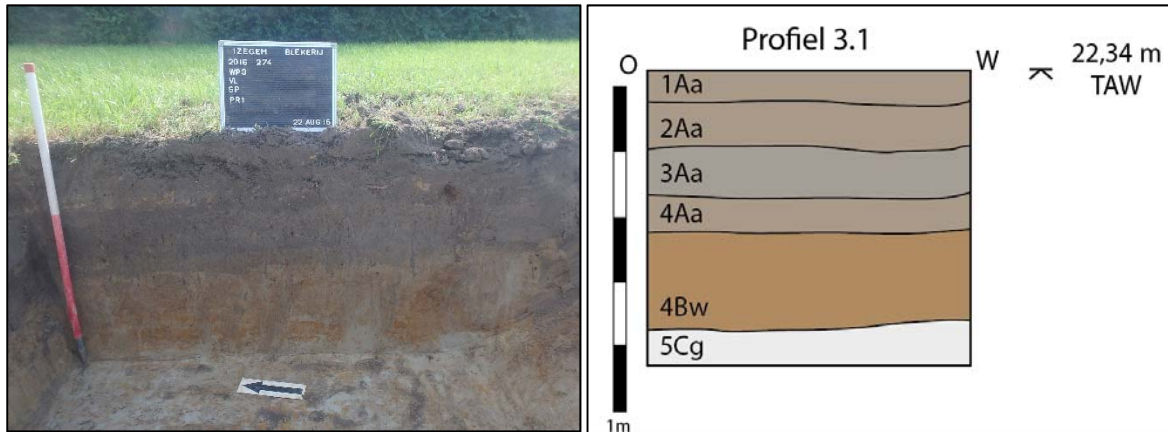 IZEGEM BLEKERIJ
2016 274
WP3
VL
SP
PR1
22 AUG 16
Profiel 3.1
O
W
22,34 m
TAW
1Aa
2Aa
3Aa
4Aa
4Bw
5Cg
1m